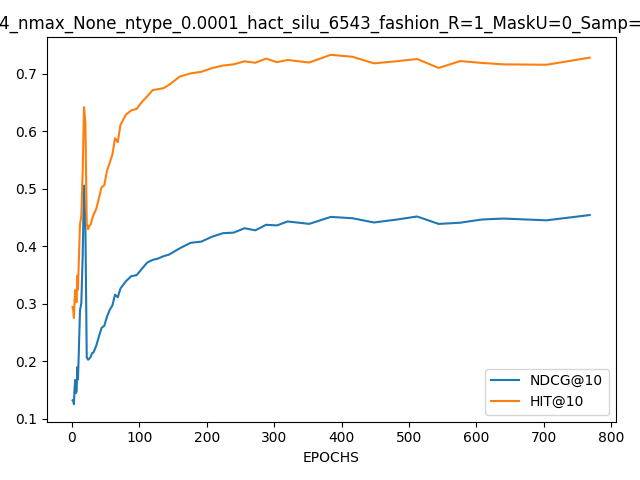 4_nmax_None_ntype_0.0001_hact_silu_6543_fashion_R=1_MaskU=0_Samp=
0.7
0.6
0.5
0.4
0.3
0.2
0.1
NDCG@10
HIT@10
0 100 200 300 400 500 600 700 800
EPOCHS